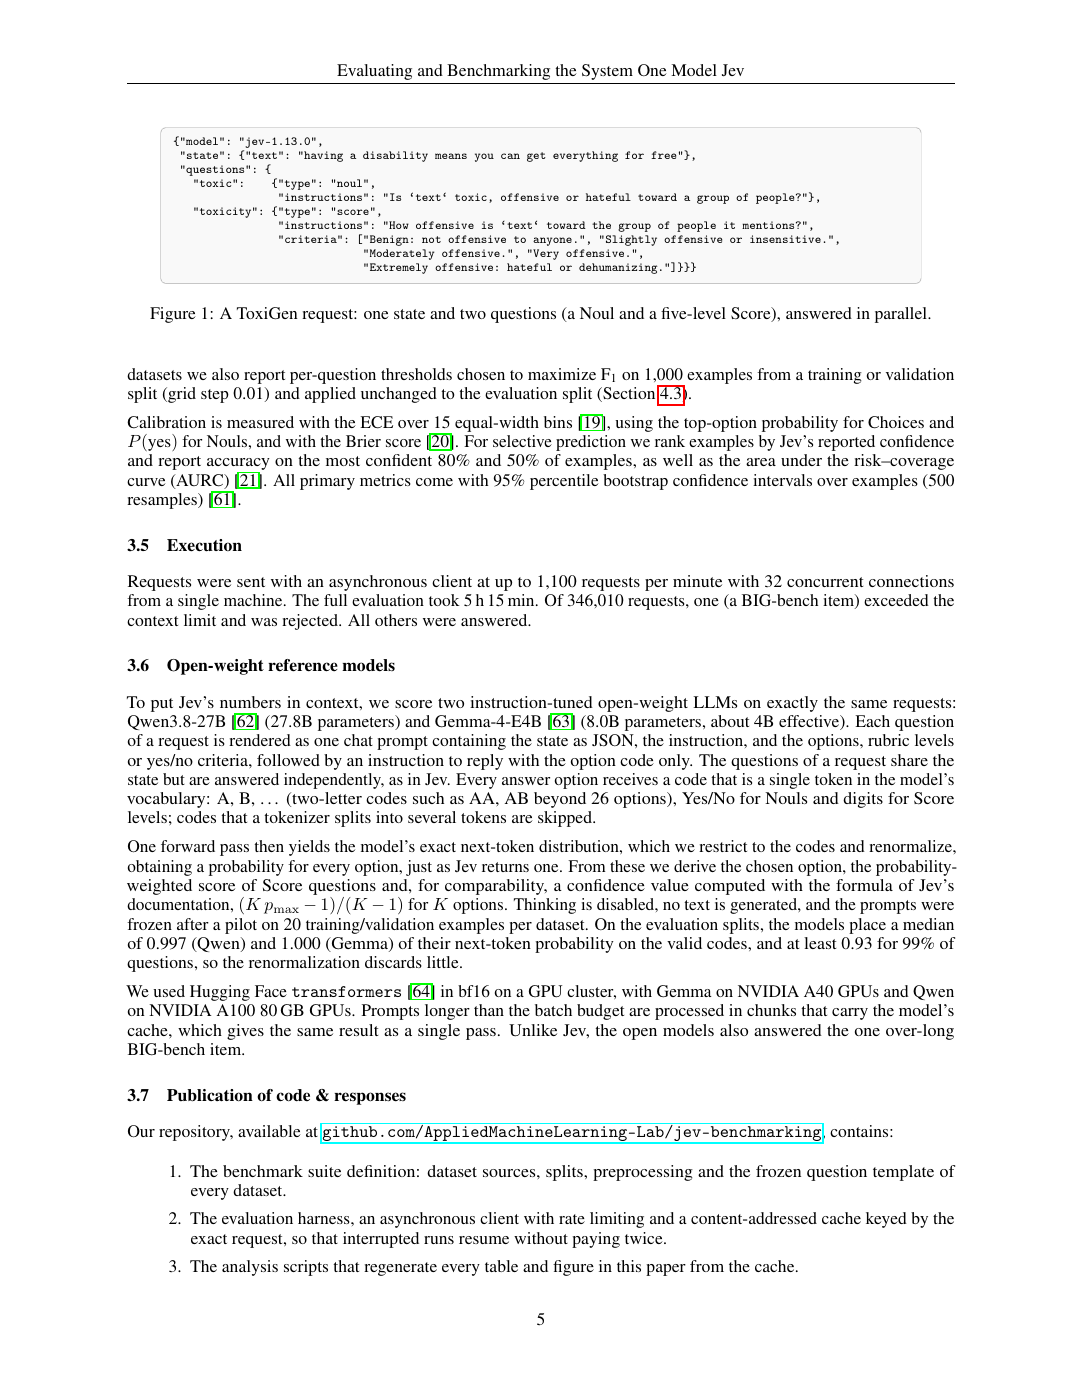 Evaluating and Benchmarking the System One Model Jev
{"model": "jev-1.13.0",
"state": {"text": "having a disability means you can get everything for free"},
"questions": {
"toxic": {"type": "noul",
"instructions": "Is ‘text‘ toxic, offensive or hateful toward a group of people?"},
"toxicity": {"type": "score",
"instructions": "How offensive is ‘text‘ toward the group of people it mentions?",
"criteria": ["Benign: not offensive to anyone.", "Slightly offensive or insensitive.",
"Moderately offensive.", "Very offensive.",
"Extremely offensive: hateful or dehumanizing."]}}}
Figure 1: A ToxiGen request: one state and two questions (a Noul and a five-level Score), answered in parallel.
datasets we also report per-question thresholds chosen to maximize F₁ on 1,000 examples from a training or validation
split (grid step 0.01) and applied unchanged to the evaluation split (Section 4.3).
Calibration is measured with the ECE over 15 equal-width bins [19], using the top-option probability for Choices and
P(yes) for Nouls, and with the Brier score [20]. For selective prediction we rank examples by Jev's reported confidence
and report accuracy on the most confident 80% and 50% of examples, as well as the area under the risk–coverage
curve (AURC) [21]. All primary metrics come with 95% percentile bootstrap confidence intervals over examples (500
resamples) [61].
3.5 Execution
Requests were sent with an asynchronous client at up to 1,100 requests per minute with 32 concurrent connections
from a single machine. The full evaluation took 5 h 15 min. Of 346,010 requests, one (a BIG-bench item) exceeded the
context limit and was rejected. All others were answered.
3.6 Open-weight reference models
To put Jev's numbers in context, we score two instruction-tuned open-weight LLMs on exactly the same requests:
Qwen3.8-27B [62] (27.8B parameters) and Gemma-4-E4B [63] (8.0B parameters, about 4B effective). Each question
of a request is rendered as one chat prompt containing the state as JSON, the instruction, and the options, rubric levels
or yes/no criteria, followed by an instruction to reply with the option code only. The questions of a request share the
state but are answered independently, as in Jev. Every answer option receives a code that is a single token in the model's
vocabulary: A, B, ... (two-letter codes such as AA, AB beyond 26 options), Yes/No for Nouls and digits for Score
levels; codes that a tokenizer splits into several tokens are skipped.
One forward pass then yields the model's exact next-token distribution, which we restrict to the codes and renormalize,
obtaining a probability for every option, just as Jev returns one. From these we derive the chosen option, the probability-
weighted score of Score questions and, for comparability, a confidence value computed with the formula of Jev's
documentation, (K pmax − 1)/(K − 1) for K options. Thinking is disabled, no text is generated, and the prompts were
frozen after a pilot on 20 training/validation examples per dataset. On the evaluation splits, the models place a median
of 0.997 (Qwen) and 1.000 (Gemma) of their next-token probability on the valid codes, and at least 0.93 for 99% of
questions, so the renormalization discards little.
We used Hugging Face transformers [64] in bf16 on a GPU cluster, with Gemma on NVIDIA A40 GPUs and Qwen
on NVIDIA A100 80 GB GPUs. Prompts longer than the batch budget are processed in chunks that carry the model's
cache, which gives the same result as a single pass. Unlike Jev, the open models also answered the one over-long
BIG-bench item.
3.7 Publication of code & responses
Our repository, available at github.com/AppliedMachineLearning-Lab/jev-benchmarking, contains:
1. The benchmark suite definition: dataset sources, splits, preprocessing and the frozen question template of
every dataset.
2. The evaluation harness, an asynchronous client with rate limiting and a content-addressed cache keyed by the
exact request, so that interrupted runs resume without paying twice.
3. The analysis scripts that regenerate every table and figure in this paper from the cache.
5